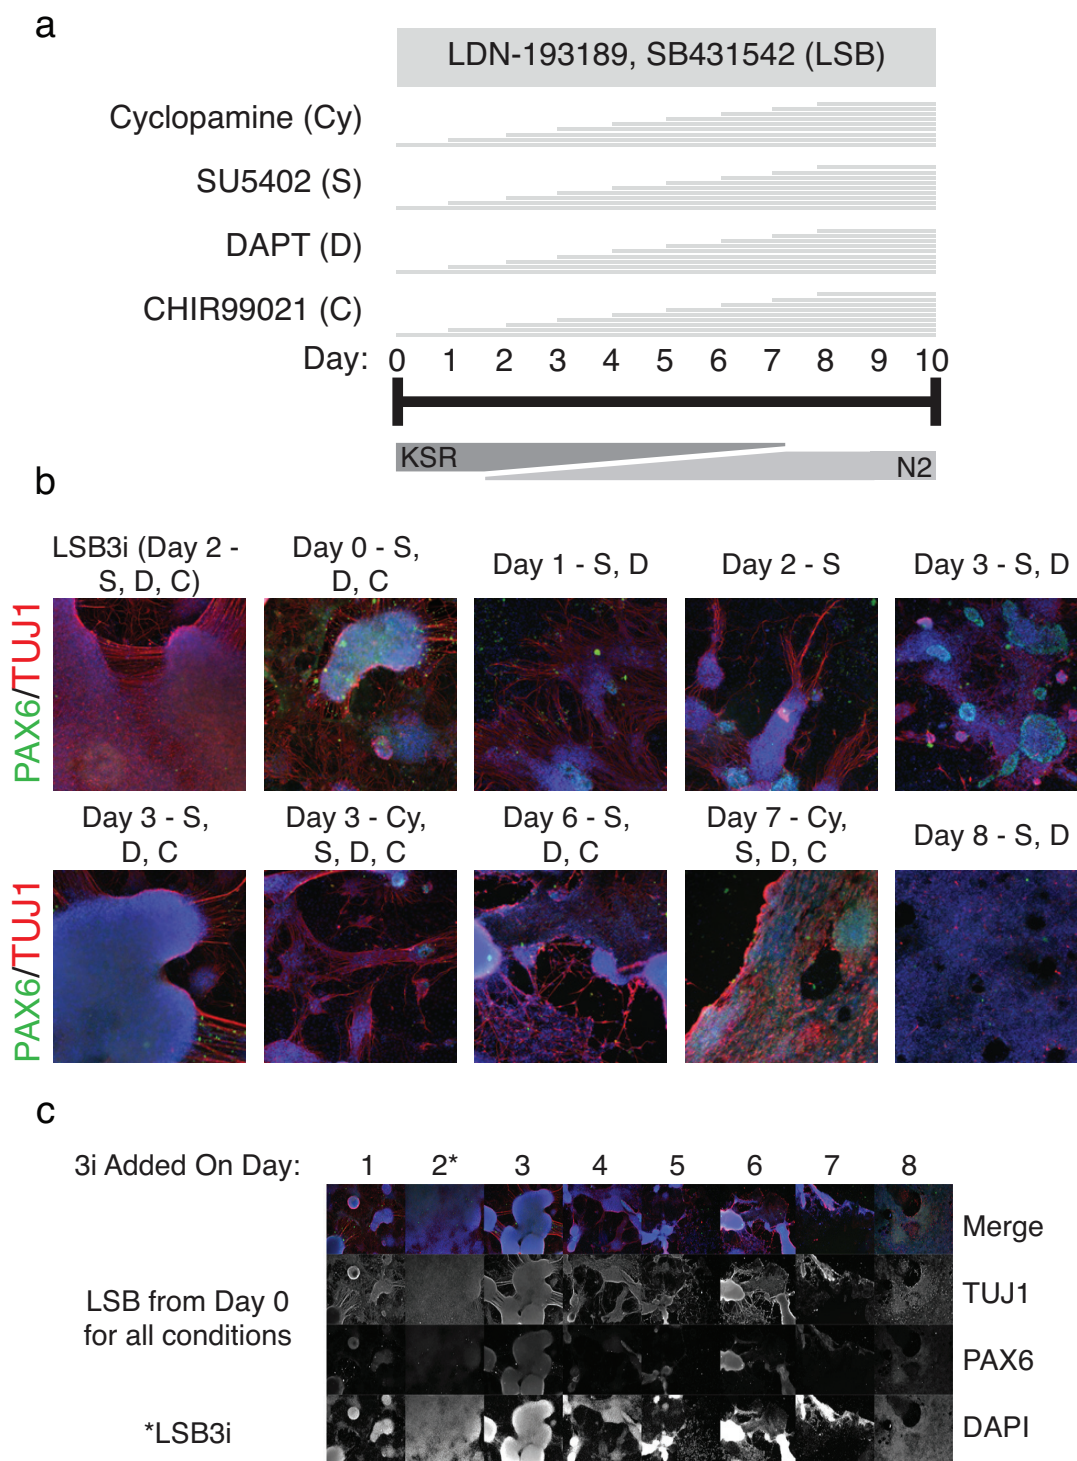 a
LDN-193189, SB431542 (LSB)
Cyclopamine (Cy)
SU5402 (S)
DAPT (D)
CHIR99021 (C)
Day: 0 1 2 3 4 5 6 7 8 9 10
KSR
N2
b
LSB3i (Day 2 -
S, D, C)
Day 0 - S,
D, C
Day 1 - S, D
Day 2 - S
Day 3 - S, D
PAX6/TUJ1
Day 3 - S,
D, C
Day 3 - Cy,
S, D, C
Day 6 - S,
D, C
Day 7 - Cy,
S, D, C
Day 8 - S, D
PAX6/TUJ1
c
3i Added On Day: 1 2* 3 4 5 6 7 8
Merge
TUJ1
LSB from Day 0
for all conditions
PAX6
*LSB3i
DAPI